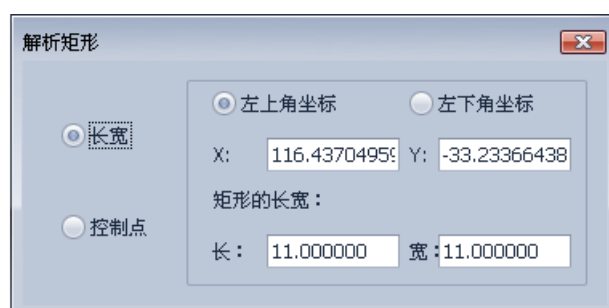 解析矩形
长宽
控制点
左上角坐标 左下角坐标
X: 116.43704959 Y: -33.23366438
矩形的长宽：
长： 11.000000 宽：11.000000